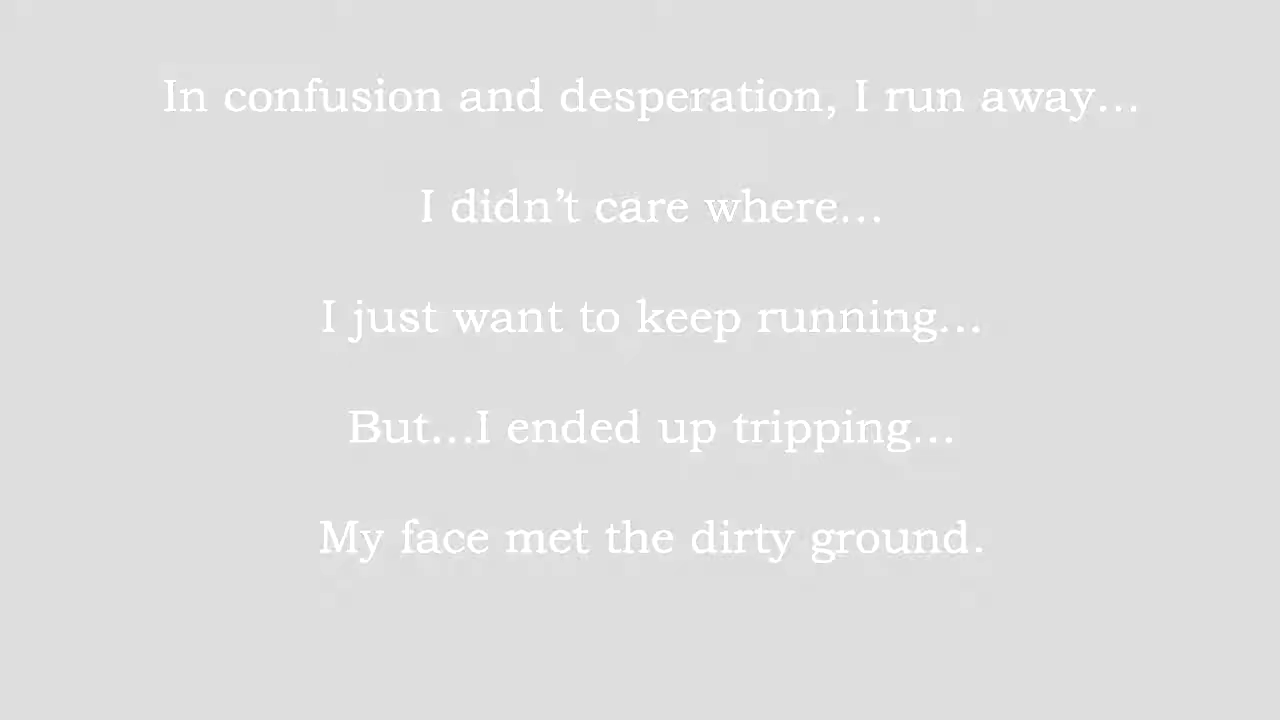 In confusion and desperation, I run away…
I didn’t care where…
I just want to keep running…
But…I ended up tripping…
My face met the dirty ground.